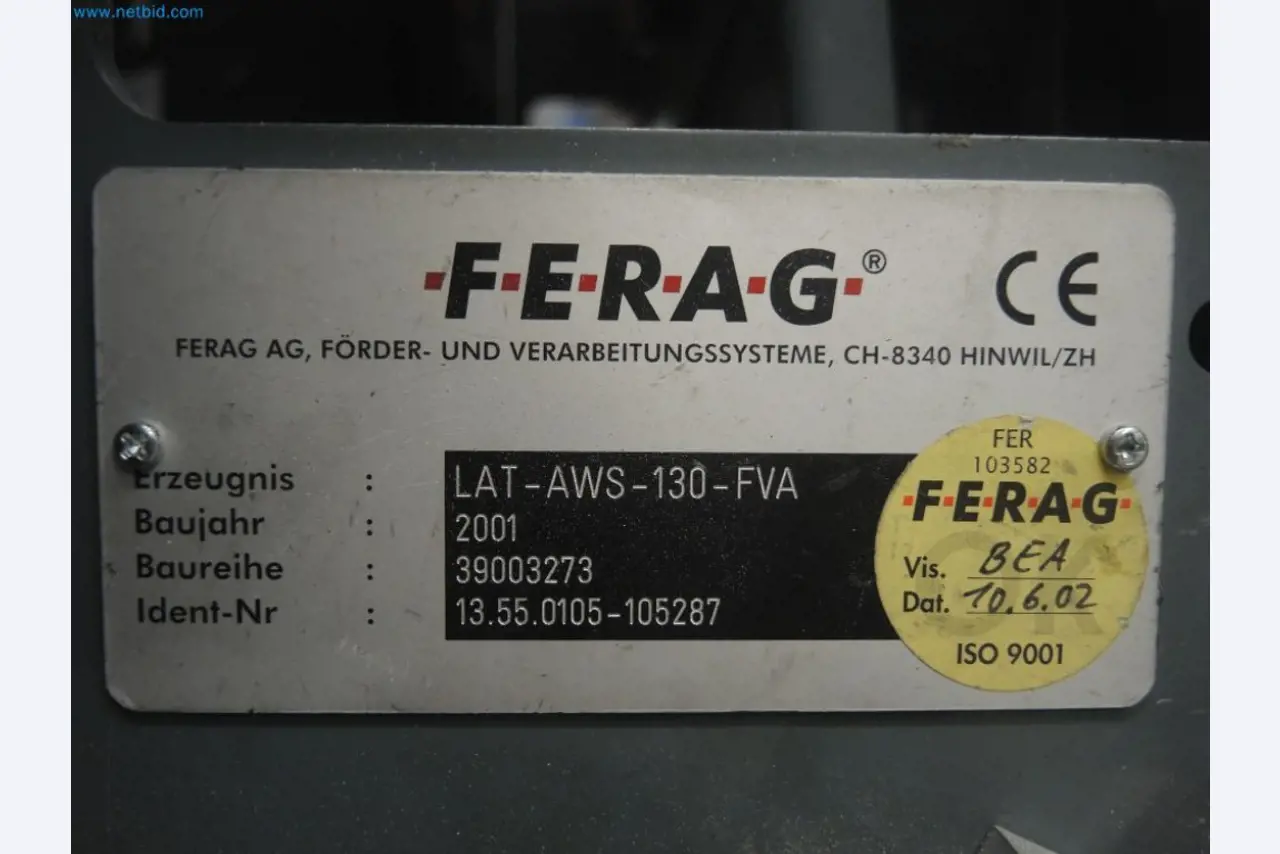 www.netbid.com
·F·E·R·A·G·®
CE
FERAG AG, FÖRDER- UND VERARBEITUNGSSYSTEME, CH-8340 HINWIL/ZH
Erzeugnis : LAT-AWS-130-FVA
Baujahr : 2001
Baureihe : 39003273
Ident-Nr : 13.55.0105-105287
FER
103582
·F·E·R·A·G·
OK
Vis. BEA
Dat. 10.6.02
ISO 9001